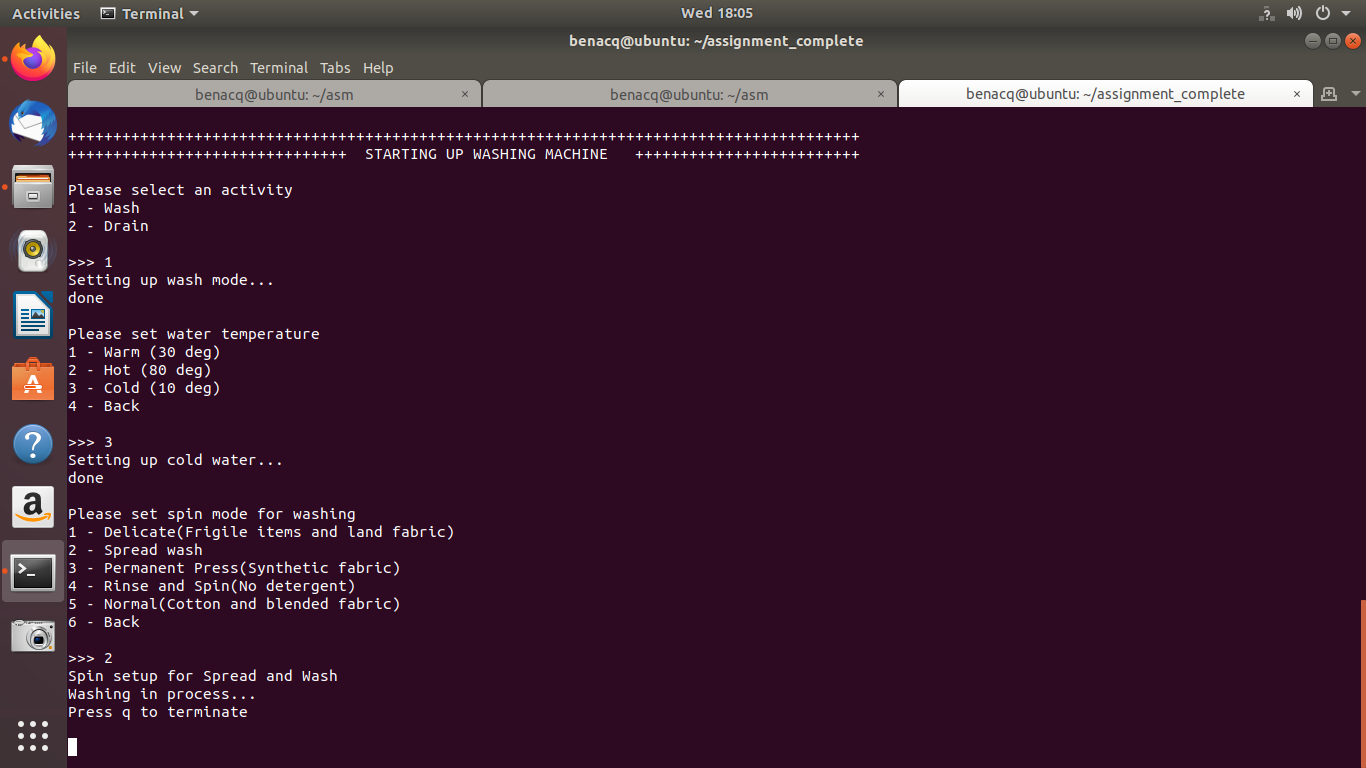 Activities Terminal Wed 18:05
benacq@ubuntu: ~/assignment_complete
File Edit View Search Terminal Tabs Help
benacq@ubuntu: ~/asm × benacq@ubuntu: ~/asm × benacq@ubuntu: ~/assignment_complete ×
++++++++++++++++++++++++++++++++++++++++++++++++++++++++++++++++++++++++++++++++++++++++
+++++++++++++++++++++++++++++++  STARTING UP WASHING MACHINE   +++++++++++++++++++++++++
Please select an activity
1 - Wash
2 - Drain
>>> 1
Setting up wash mode...
done
Please set water temperature
1 - Warm (30 deg)
2 - Hot (80 deg)
3 - Cold (10 deg)
4 - Back
>>> 3
Setting up cold water...
done
Please set spin mode for washing
1 - Delicate(Frigile items and land fabric)
2 - Spread wash
3 - Permanent Press(Synthetic fabric)
4 - Rinse and Spin(No detergent)
5 - Normal(Cotton and blended fabric)
6 - Back
>>> 2
Spin setup for Spread and Wash
Washing in process...
Press q to terminate